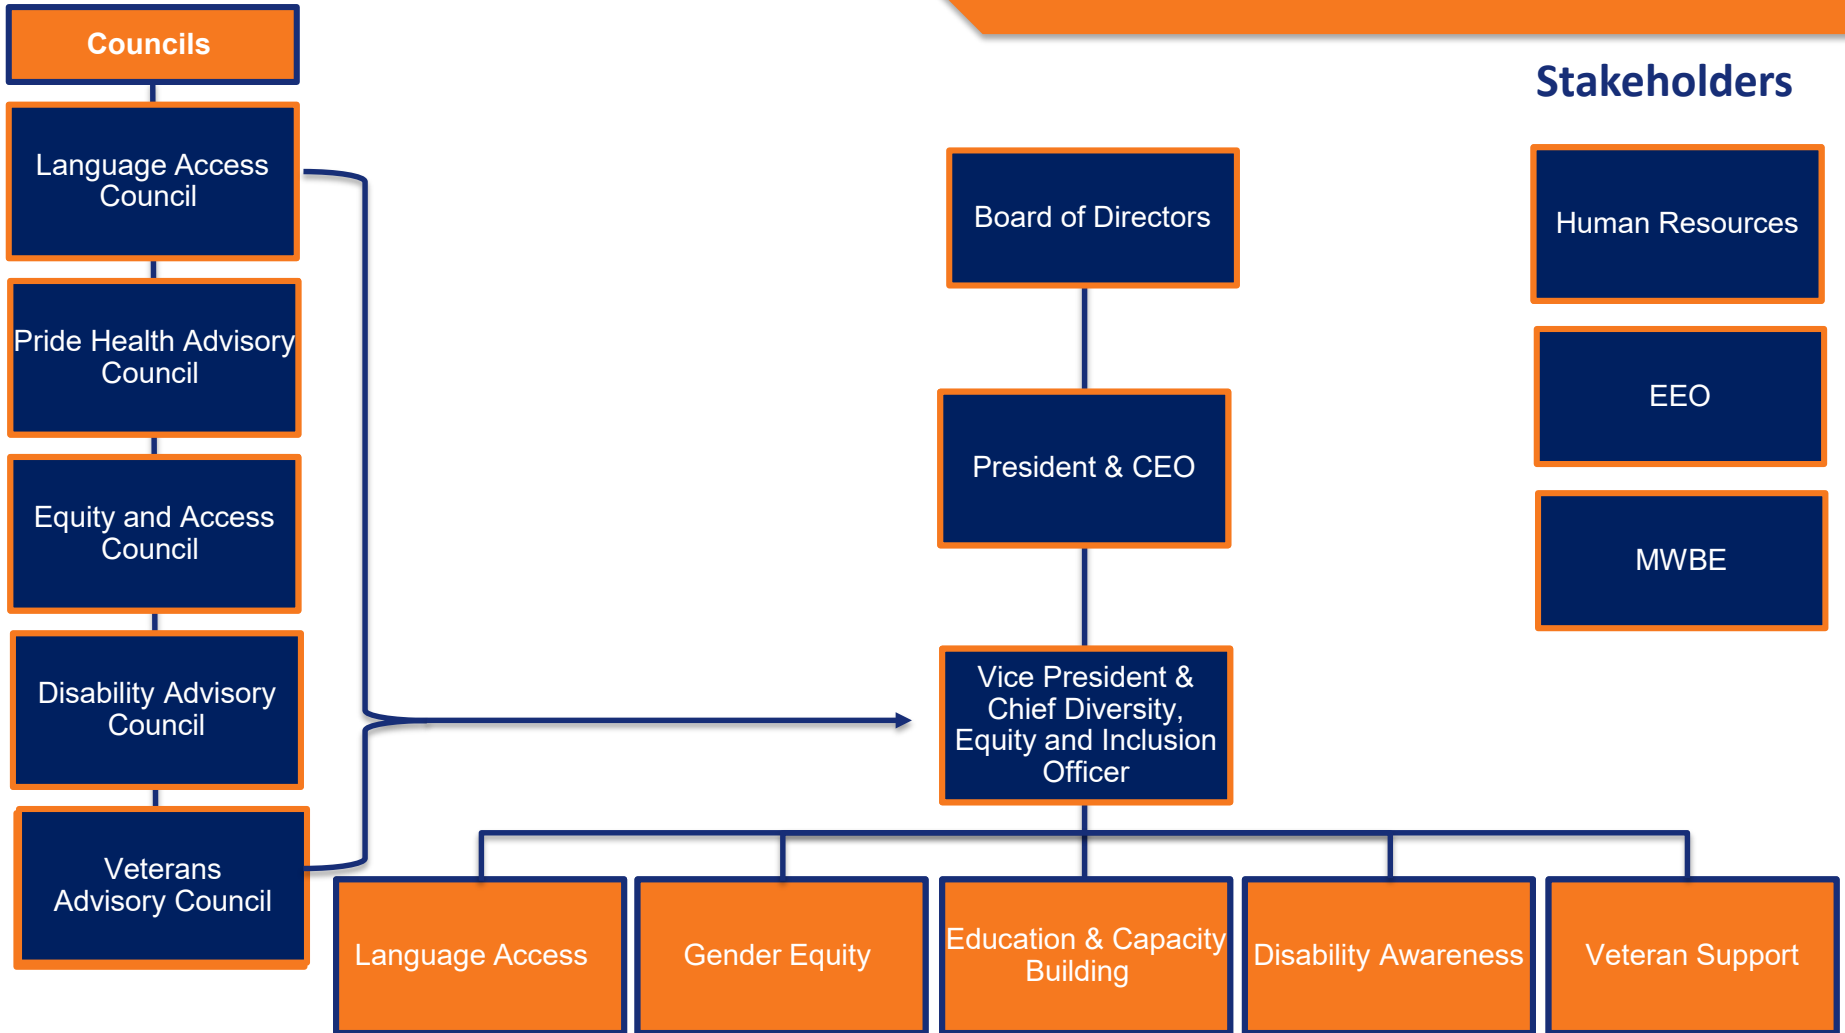 Councils
Language Access
Council
Pride Health Advisory
Council
Equity and Access
Council
Disability Advisory
Council
Veterans
Advisory Council
Board of Directors
President & CEO
Vice President &
Chief Diversity,
Equity and Inclusion
Officer
Language Access
Gender Equity
Education & Capacity
Building
Disability Awareness
Veteran Support
Stakeholders
Human Resources
EEO
MWBE